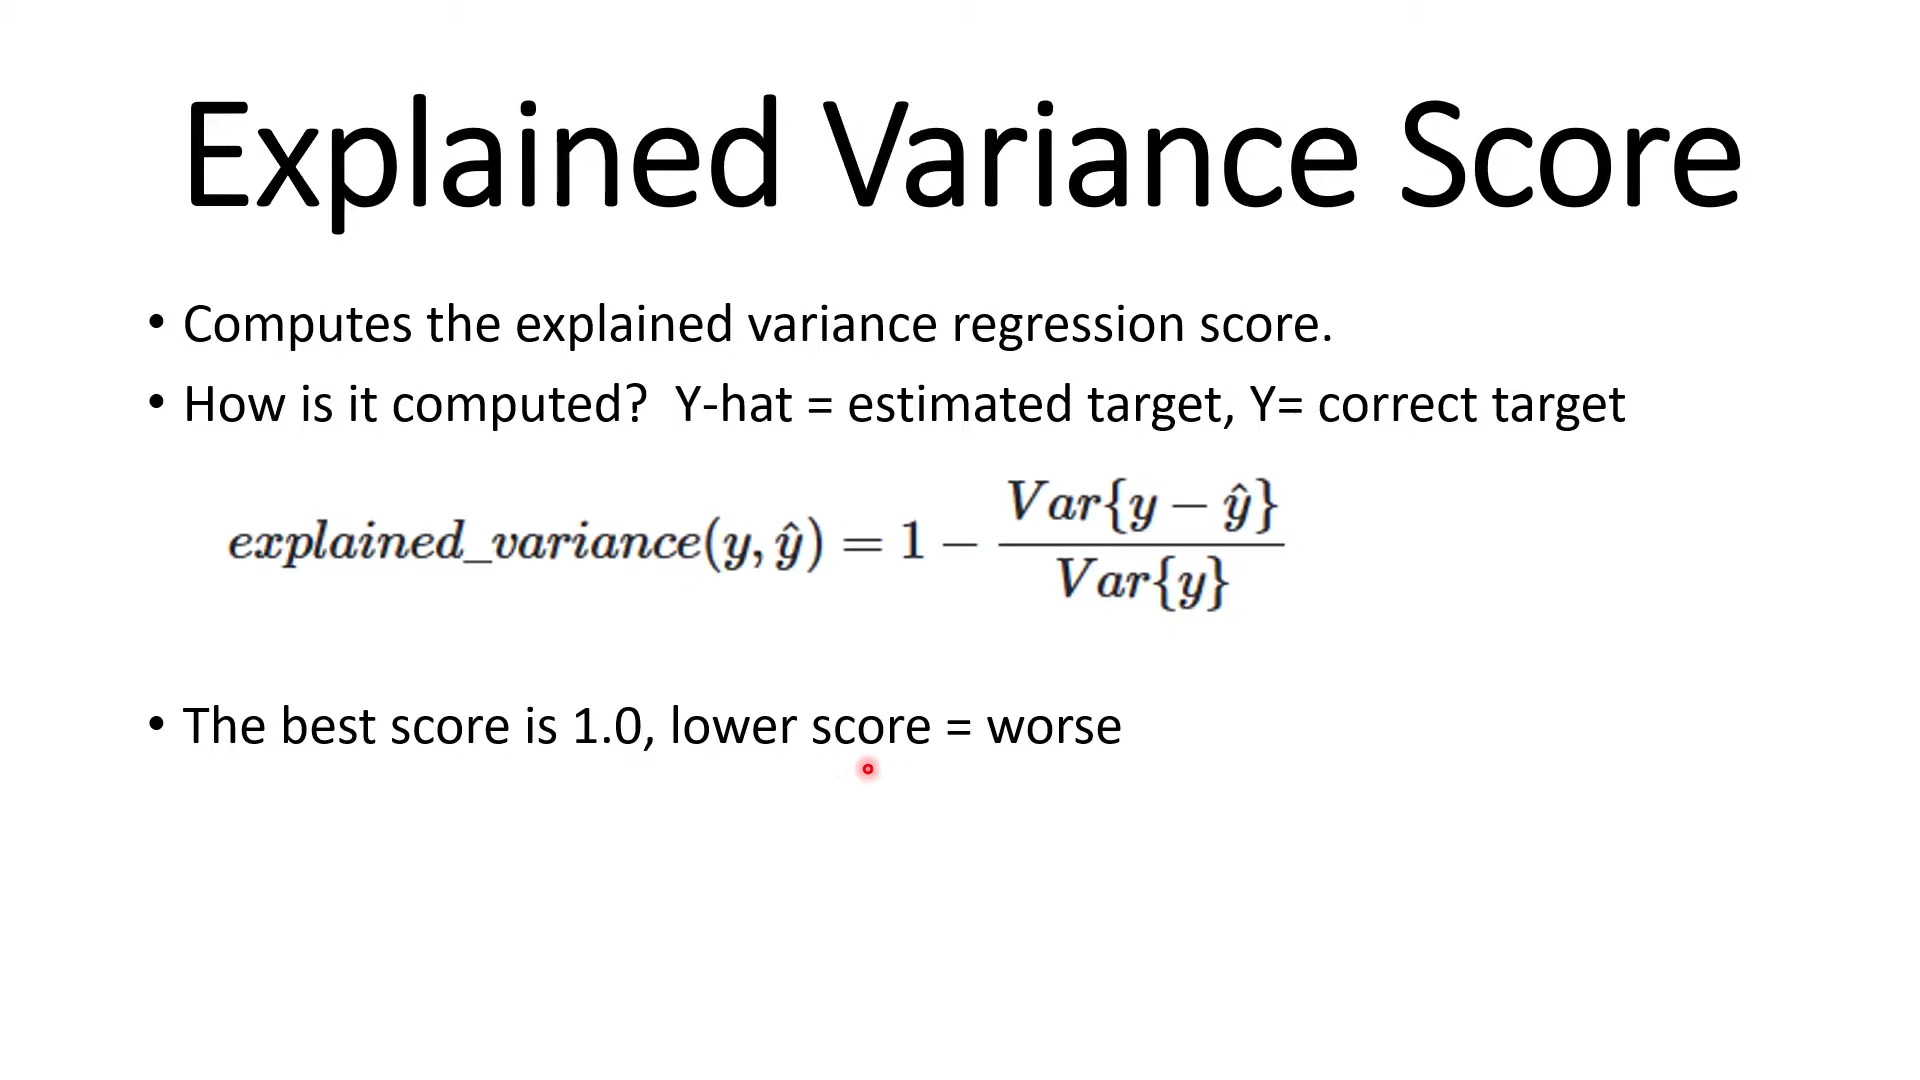 Explained Variance Score
• Computes the explained variance regression score.
• How is it computed?  Y-hat = estimated target, Y= correct target
explained_variance(y, ŷ) = 1 − Var{y − ŷ} / Var{y}
• The best score is 1.0, lower score = worse